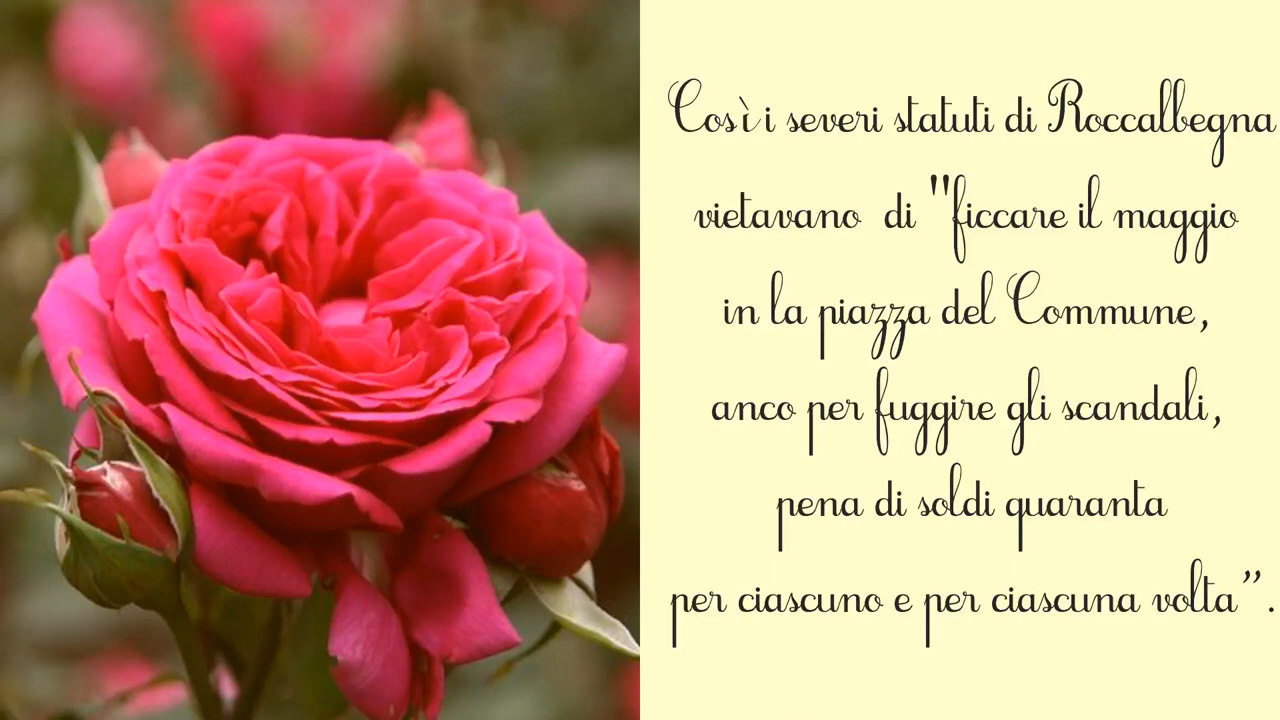 Così i severi statuti di Roccalbegna
vietavano di "ficcare il maggio
in la piazza del Commune,
anco per fuggire gli scandali,
pena di soldi quaranta
per ciascuno e per ciascuna volta”.